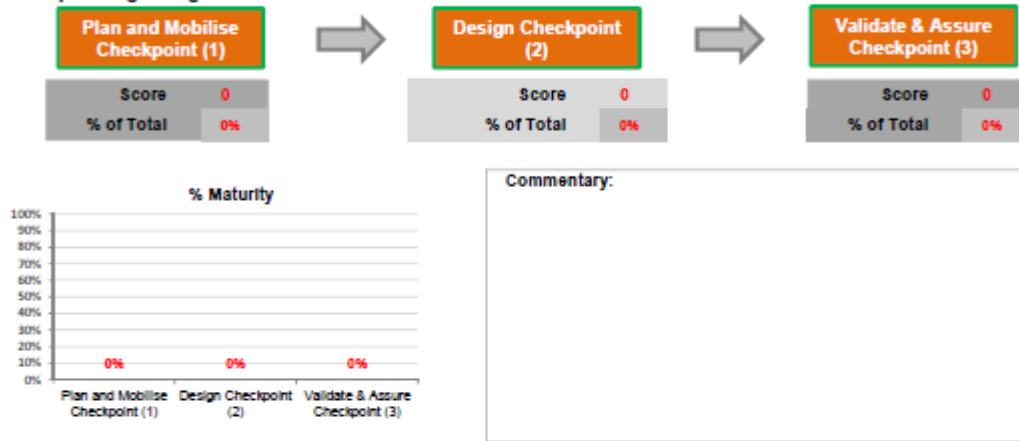 Plan and Mobilise
Checkpoint (1)
Design Checkpoint
(2)
Validate & Assure
Checkpoint (3)
Score 0
% of Total 0%
Score 0
% of Total 0%
Score 0
% of Total 0%
% Maturity
100%
90%
80%
70%
60%
50%
40%
30%
20%
10%
0%
0% 0% 0%
Plan and Mobilise
Checkpoint (1)
Design Checkpoint
(2)
Validate & Assure
Checkpoint (3)
Commentary: